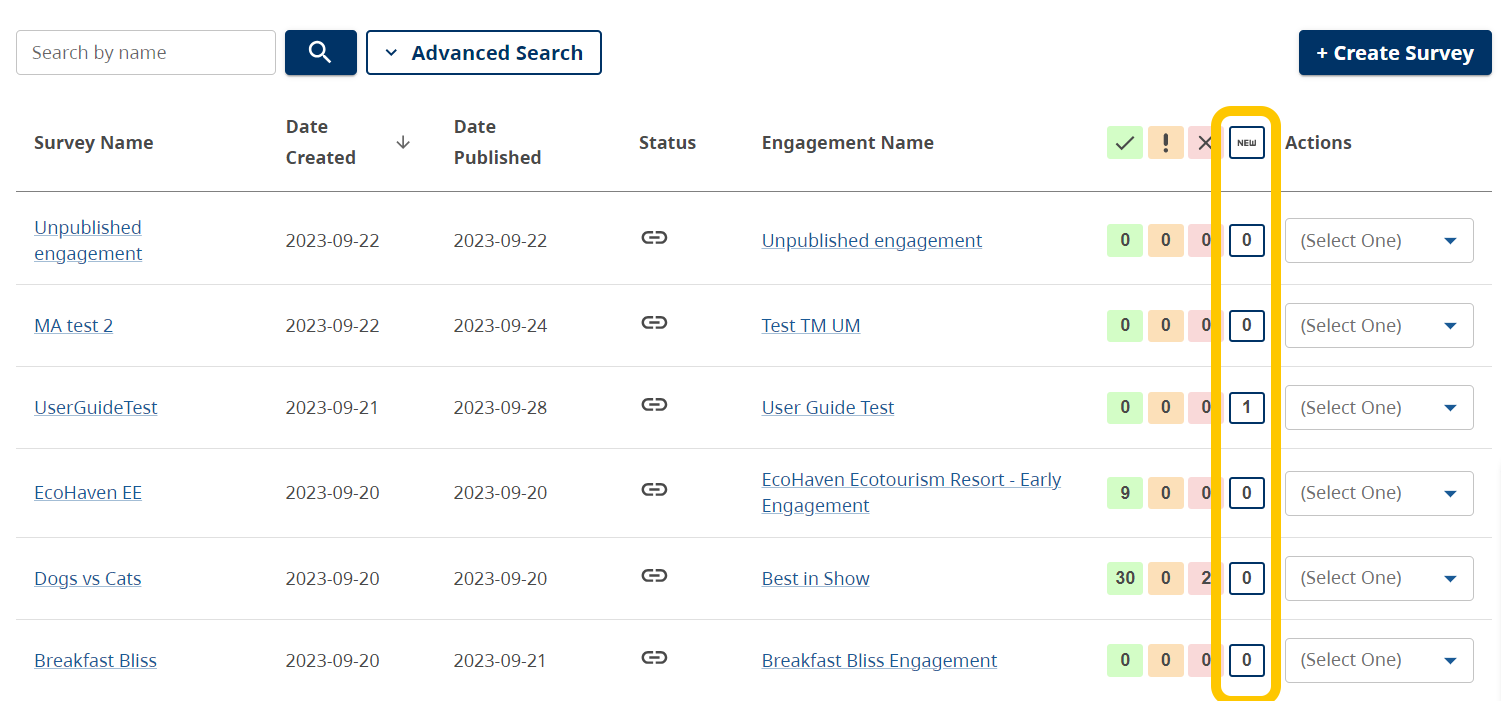 Search by name
Advanced Search
+ Create Survey
Survey Name
Date
Created
Date
Published
Status
Engagement Name
NEW
Actions
Unpublished
engagement
2023-09-22
2023-09-22
Unpublished engagement
0 0 0 0
(Select One)
MA test 2
2023-09-22
2023-09-24
Test TM UM
0 0 0 0
(Select One)
UserGuideTest
2023-09-21
2023-09-28
User Guide Test
0 0 0 1
(Select One)
EcoHaven EE
2023-09-20
2023-09-20
EcoHaven Ecotourism Resort - Early
Engagement
9 0 0 0
(Select One)
Dogs vs Cats
2023-09-20
2023-09-20
Best in Show
30 0 2 0
(Select One)
Breakfast Bliss
2023-09-20
2023-09-21
Breakfast Bliss Engagement
0 0 0 0
(Select One)